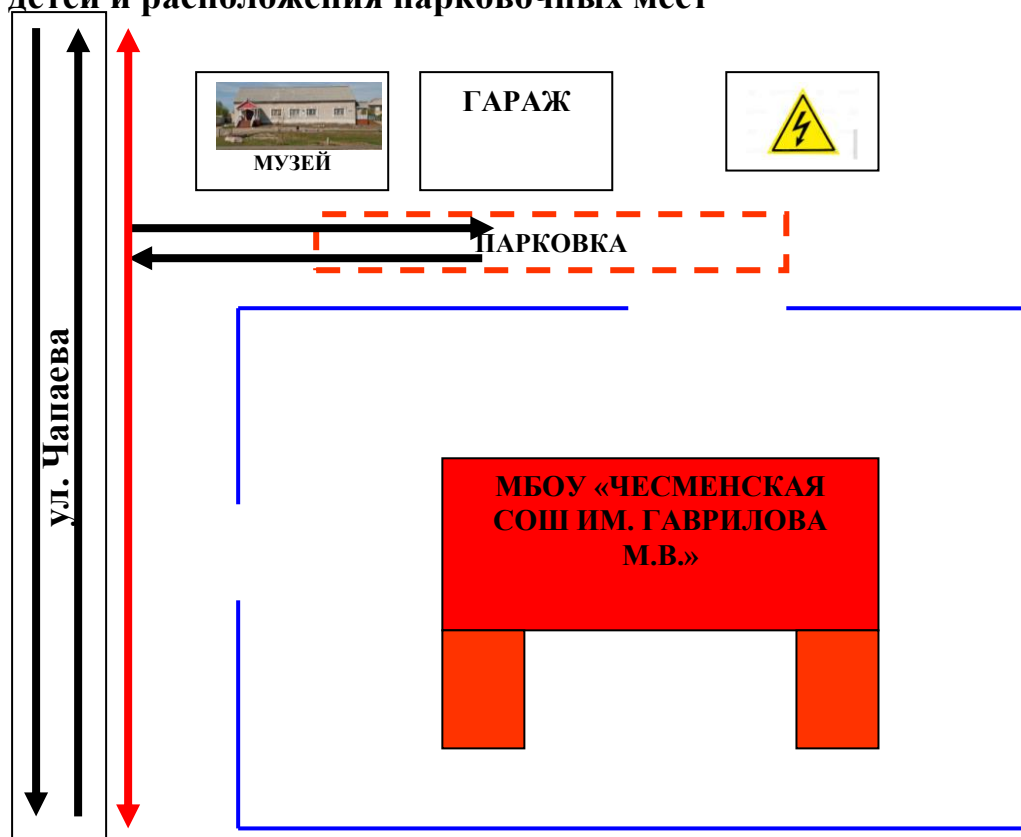 детей и расположения парковочных мест
ГАРАЖ
МУЗЕЙ
ПАРКОВКА
ул. Чапаева
МБОУ «ЧЕСМЕНСКАЯ
СОШ ИМ. ГАВРИЛОВА
М.В.»